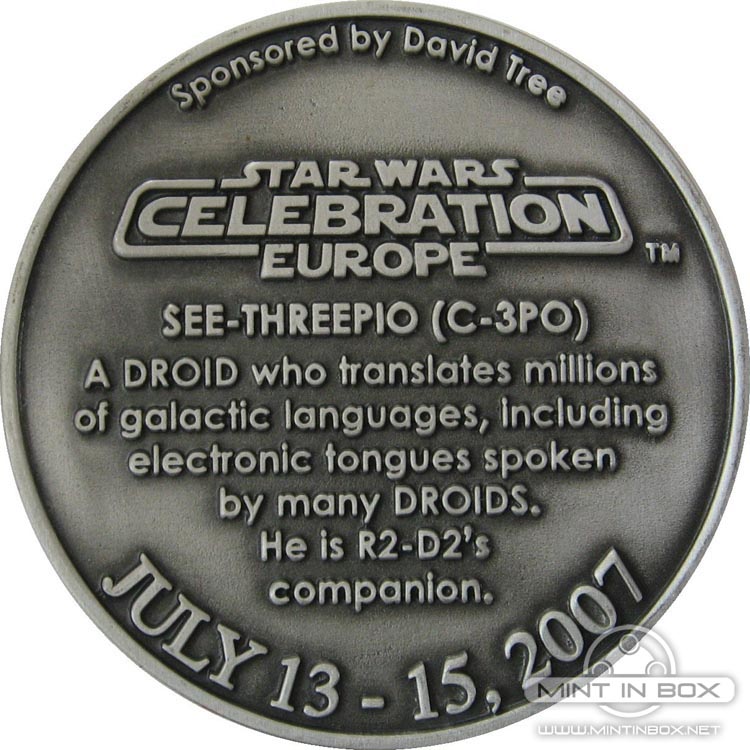 Sponsored by David Tree
STAR WARS
CELEBRATION
EUROPE
TM
SEE-THREEPIO (C-3PO)
A DROID who translates millions
of galactic languages, including
electronic tongues spoken
by many DROIDS.
He is R2-D2's
companion.
JULY 13 - 15, 2007
MINT IN BOX
WWW.MINTINBOX.NET